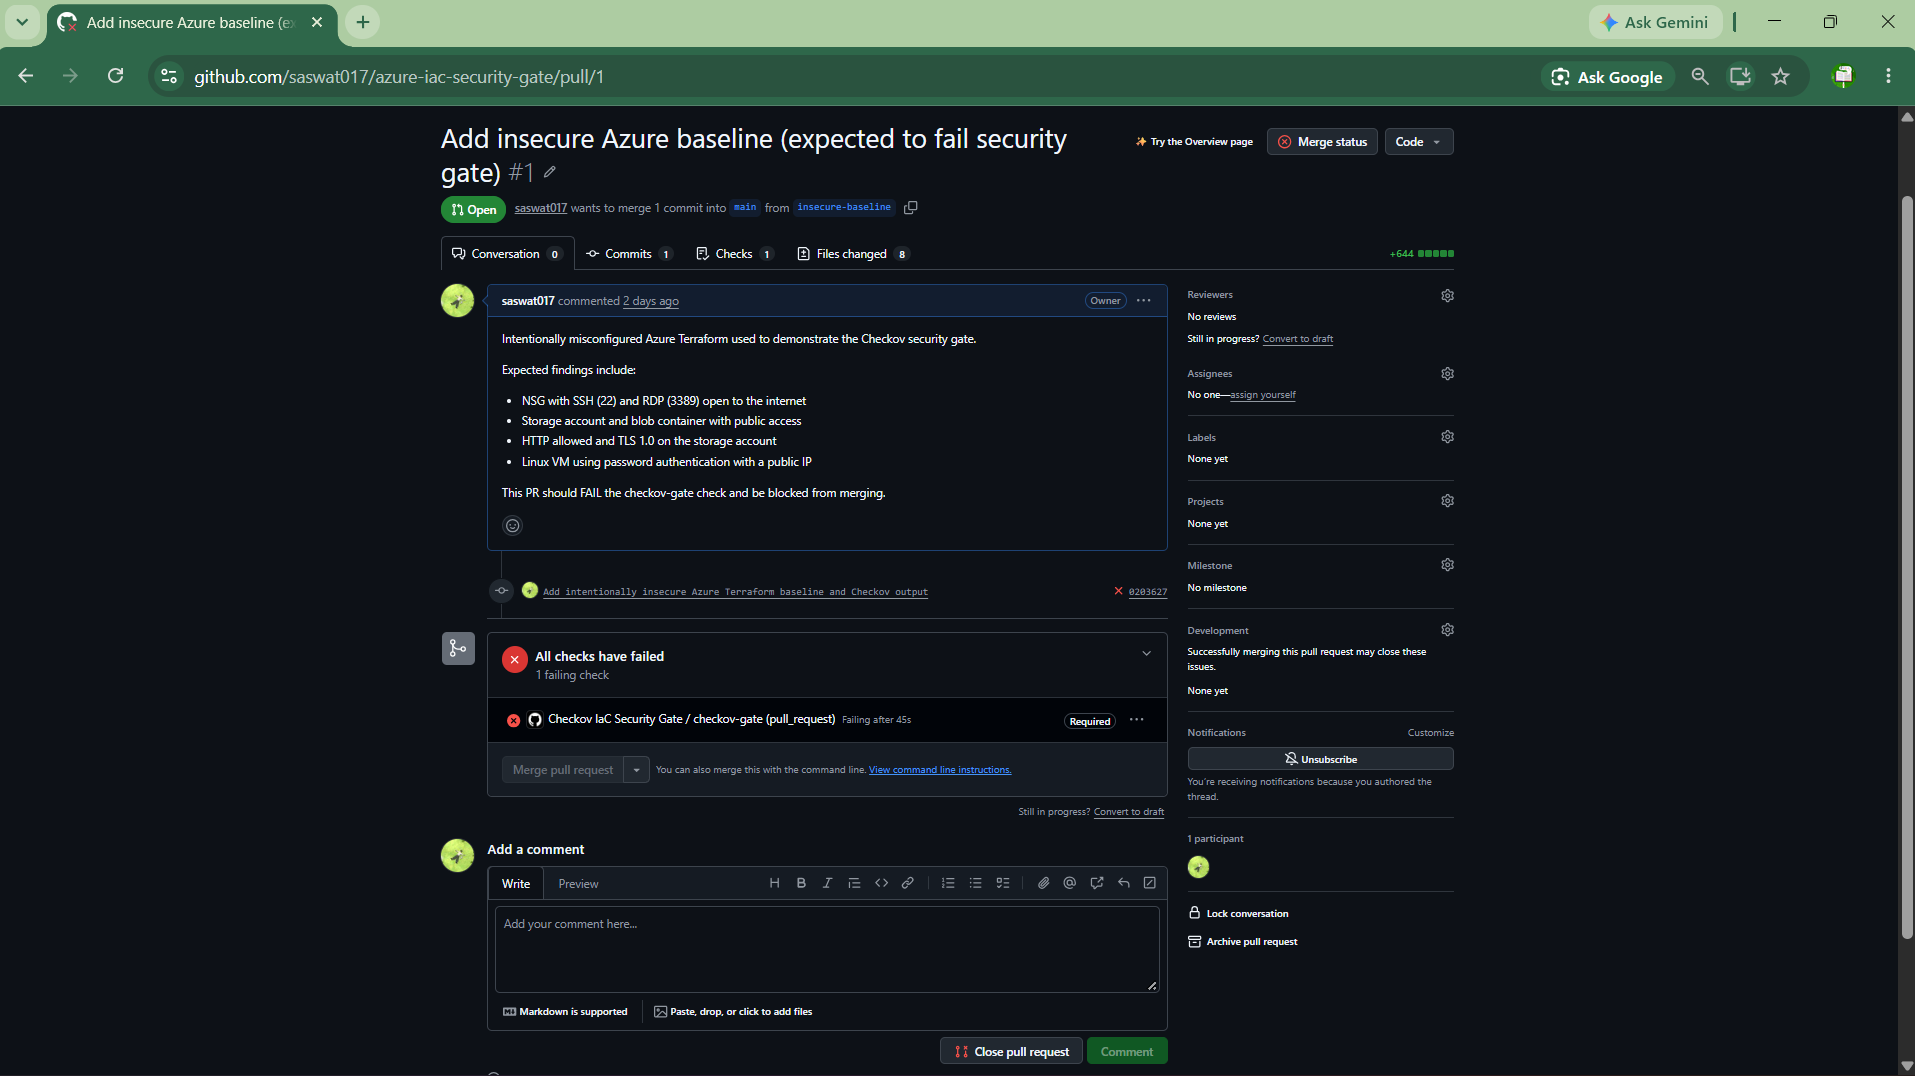 Add insecure Azure baseline (ex
Ask Gemini
github.com/saswat017/azure-iac-security-gate/pull/1
Ask Google
Add insecure Azure baseline (expected to fail security
gate) #1
Try the Overview page
Merge status
Code
Open
saswat017 wants to merge 1 commit into main from insecure-baseline
Conversation 0
Commits 1
Checks 1
Files changed 8
+644
saswat017 commented 2 days ago
Owner
Intentionally misconfigured Azure Terraform used to demonstrate the Checkov security gate.
Expected findings include:
• NSG with SSH (22) and RDP (3389) open to the internet
• Storage account and blob container with public access
• HTTP allowed and TLS 1.0 on the storage account
• Linux VM using password authentication with a public IP
This PR should FAIL the checkov-gate check and be blocked from merging.
Add intentionally insecure Azure Terraform baseline and Checkov output
0203627
All checks have failed
1 failing check
Checkov IaC Security Gate / checkov-gate (pull_request) Failing after 45s
Required
Merge pull request
You can also merge this with the command line. View command line instructions.
Still in progress? Convert to draft
Add a comment
Write
Preview
Add your comment here...
Markdown is supported
Paste, drop, or click to add files
Close pull request
Comment
Reviewers
No reviews
Still in progress? Convert to draft
Assignees
No one—assign yourself
Labels
None yet
Projects
None yet
Milestone
No milestone
Development
Successfully merging this pull request may close these
issues.
None yet
Notifications
Customize
Unsubscribe
You're receiving notifications because you authored the
thread.
1 participant
Lock conversation
Archive pull request